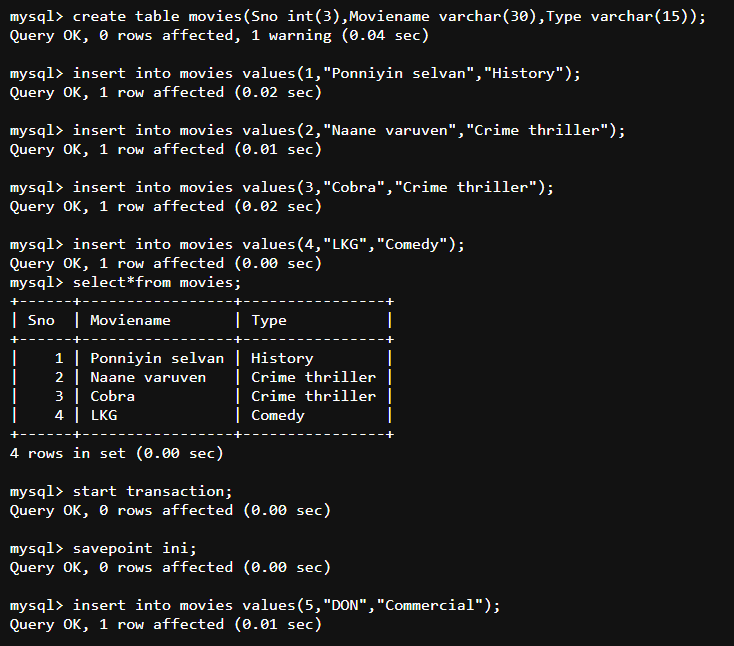 mysql> create table movies(Sno int(3),Moviename varchar(30),Type varchar(15));
Query OK, 0 rows affected, 1 warning (0.04 sec)
mysql> insert into movies values(1,"Ponniyin selvan","History");
Query OK, 1 row affected (0.02 sec)
mysql> insert into movies values(2,"Naane varuven","Crime thriller");
Query OK, 1 row affected (0.01 sec)
mysql> insert into movies values(3,"Cobra","Crime thriller");
Query OK, 1 row affected (0.02 sec)
mysql> insert into movies values(4,"LKG","Comedy");
Query OK, 1 row affected (0.00 sec)
mysql> select*from movies;
+------+-----------------+----------------+
| Sno  | Moviename       | Type           |
+------+-----------------+----------------+
|    1 | Ponniyin selvan | History        |
|    2 | Naane varuven   | Crime thriller |
|    3 | Cobra           | Crime thriller |
|    4 | LKG             | Comedy         |
+------+-----------------+----------------+
4 rows in set (0.00 sec)
mysql> start transaction;
Query OK, 0 rows affected (0.00 sec)
mysql> savepoint ini;
Query OK, 0 rows affected (0.00 sec)
mysql> insert into movies values(5,"DON","Commercial");
Query OK, 1 row affected (0.01 sec)